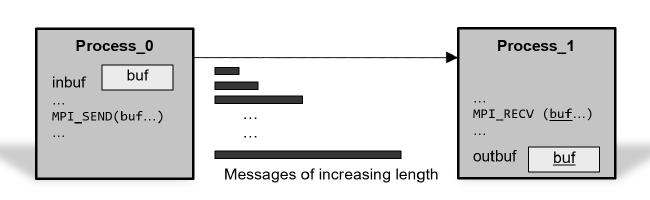 Process_0
inbuf buf
…
MPI_SEND(buf…)
…
…
…
Messages of increasing length
Process_1
…
MPI_RECV (buf…)
…
outbuf buf